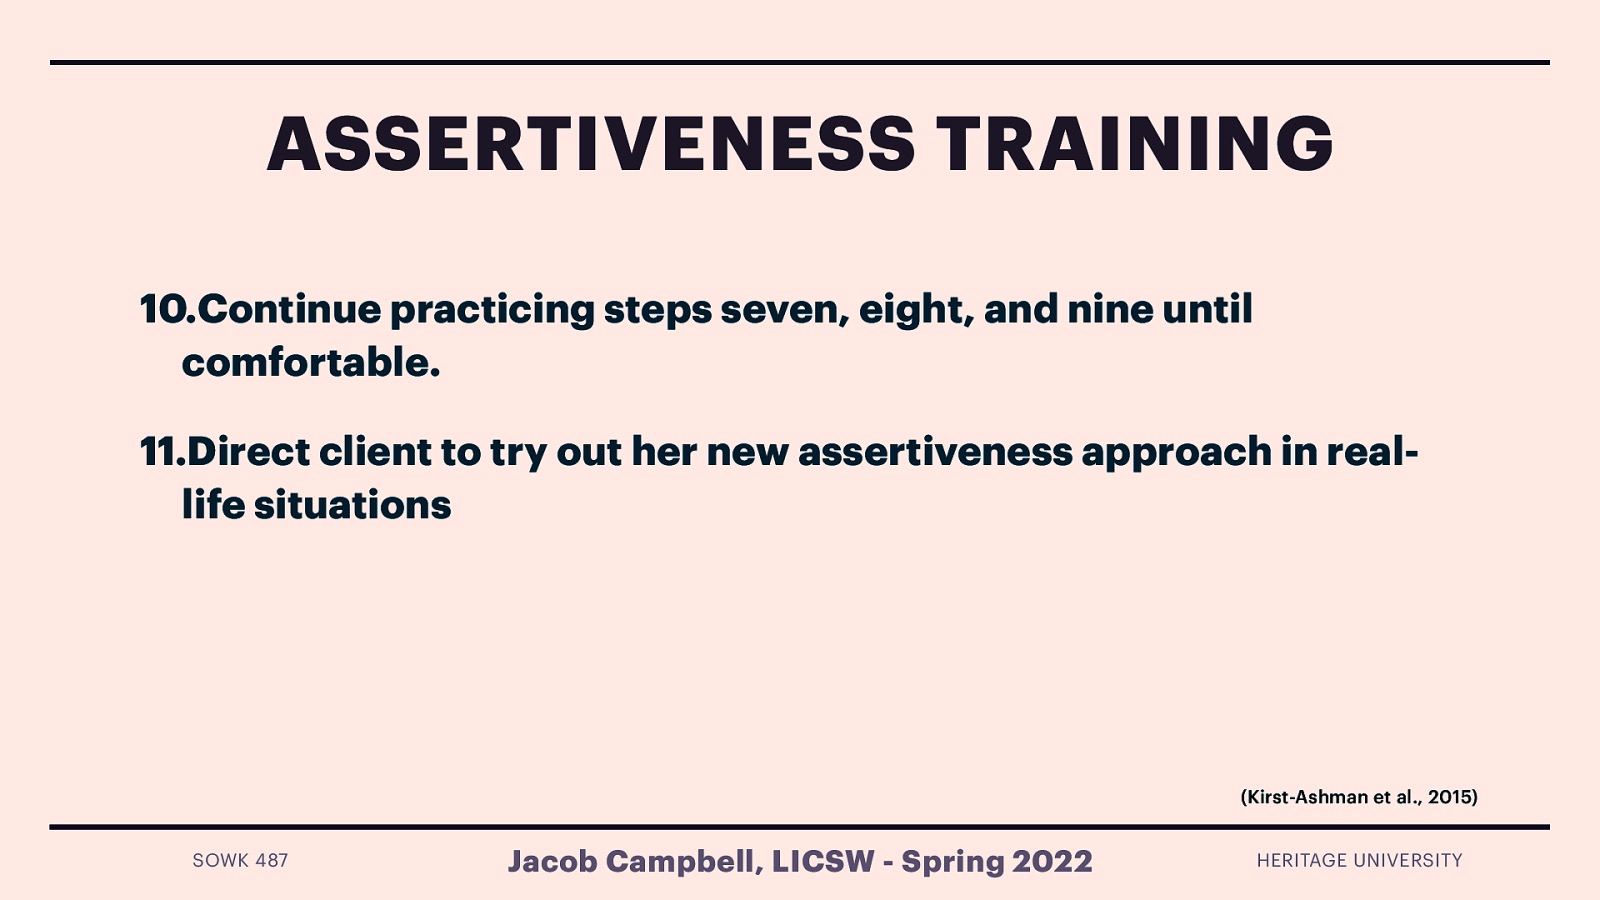 ASSERTIVENESS TRAINING
10.Continue practicing steps seven, eight, and nine until
comfortable.
11.Direct client to try out her new assertiveness approach in real-
life situations
(Kirst-Ashman et al., 2015)
SOWK 487
Jacob Campbell, LICSW - Spring 2022
HERITAGE UNIVERSITY